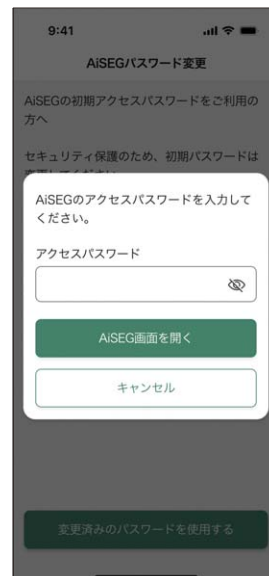 9:41
AiSEGパスワード変更
AiSEGの初期アクセスパスワードをご利用の
方へ
セキュリティ保護のため、初期パスワードは
AiSEGのアクセスパスワードを入力して
ください。
アクセスパスワード
AiSEG画面を開く
キャンセル
変更済みのパスワードを使用する